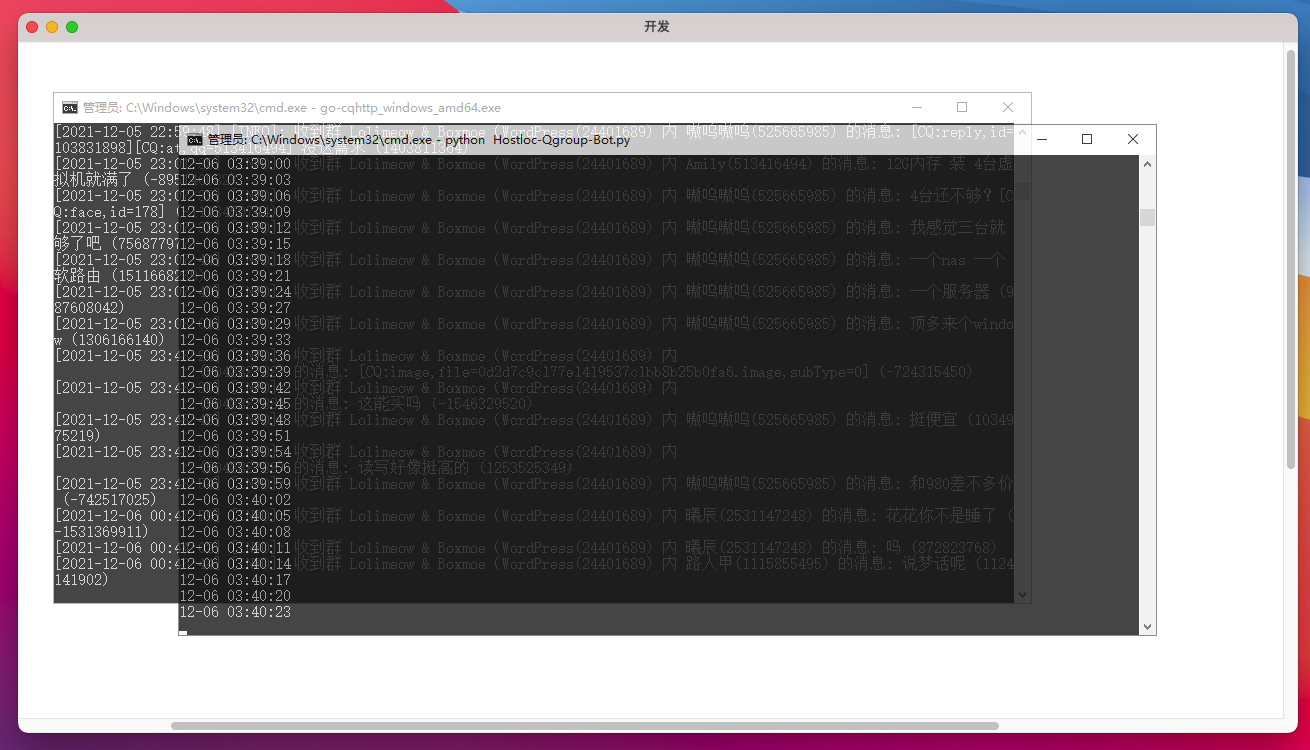 开发
管理员: C:\Windows\system32\cmd.exe - go-cqhttp_windows_amd64.exe
管理员: C:\Windows\system32\cmd.exe - python Hostloc-Qgroup-Bot.py
[2021-12-05 22:5 收到群 Lolimeow & Boxmoe (WordPress(24401689) 内 嗷呜嗷呜(525665985) 的消息: [CQ:reply,id=
103831898][CQ:at,qq=513416494] 没这需求 (1403811364)
[2021-12-05 23:0 收到群 Lolimeow & Boxmoe (WordPress(24401689) 内 Amily(513416494) 的消息: 12G内存 装 4台虚
拟机就满了 (-895
[2021-12-05 23:0 收到群 Lolimeow & Boxmoe (WordPress(24401689) 内 嗷呜嗷呜(525665985) 的消息: 4台还不够? [C
Q:face,id=178] (
[2021-12-05 23:0 收到群 Lolimeow & Boxmoe (WordPress(24401689) 内 嗷呜嗷呜(525665985) 的消息: 我感觉三台就
够了吧 (75687797
[2021-12-05 23:0 收到群 Lolimeow & Boxmoe (WordPress(24401689) 内 嗷呜嗷呜(525665985) 的消息: 一个nas 一个
软路由 (15116682
[2021-12-05 23:0 收到群 Lolimeow & Boxmoe (WordPress(24401689) 内 嗷呜嗷呜(525665985) 的消息: 一个服务器 (9
87608042)
[2021-12-05 23:0 收到群 Lolimeow & Boxmoe (WordPress(24401689) 内 嗷呜嗷呜(525665985) 的消息: 顶多来个windo
w (1306166140)
[2021-12-05 23:4 收到群 Lolimeow & Boxmoe (WordPress(24401689) 内
的消息: [CQ:image,file=0d2d7c9c177e1419537c1bb8b25b0fa6.image,subType=0] (-724315450)
[2021-12-05 23:4 收到群 Lolimeow & Boxmoe (WordPress(24401689) 内
的消息: 这能买吗 (-1546329520)
[2021-12-05 23:4 收到群 Lolimeow & Boxmoe (WordPress(24401689) 内 嗷呜嗷呜(525665985) 的消息: 挺便宜 (10349
75219)
[2021-12-05 23:4 收到群 Lolimeow & Boxmoe (WordPress(24401689) 内
的消息: 读写好像挺高的 (1253525349)
[2021-12-05 23:4 收到群 Lolimeow & Boxmoe (WordPress(24401689) 内 嗷呜嗷呜(525665985) 的消息: 和980差不多价
(-742517025)
[2021-12-06 00:4 收到群 Lolimeow & Boxmoe (WordPress(24401689) 内 曦辰(2531147248) 的消息: 花花你不是睡了 (
-1531369911)
[2021-12-06 00:4 收到群 Lolimeow & Boxmoe (WordPress(24401689) 内 曦辰(2531147248) 的消息: 吗 (872823768)
[2021-12-06 00:4 收到群 Lolimeow & Boxmoe (WordPress(24401689) 内 路人甲(1115855495) 的消息: 说梦话呢 (1124
141902)
12-06 03:39:00
12-06 03:39:03
12-06 03:39:06
12-06 03:39:09
12-06 03:39:12
12-06 03:39:15
12-06 03:39:18
12-06 03:39:21
12-06 03:39:24
12-06 03:39:27
12-06 03:39:29
12-06 03:39:33
12-06 03:39:36
12-06 03:39:39
12-06 03:39:42
12-06 03:39:45
12-06 03:39:48
12-06 03:39:51
12-06 03:39:54
12-06 03:39:56
12-06 03:39:59
12-06 03:40:02
12-06 03:40:05
12-06 03:40:08
12-06 03:40:11
12-06 03:40:14
12-06 03:40:17
12-06 03:40:20
12-06 03:40:23